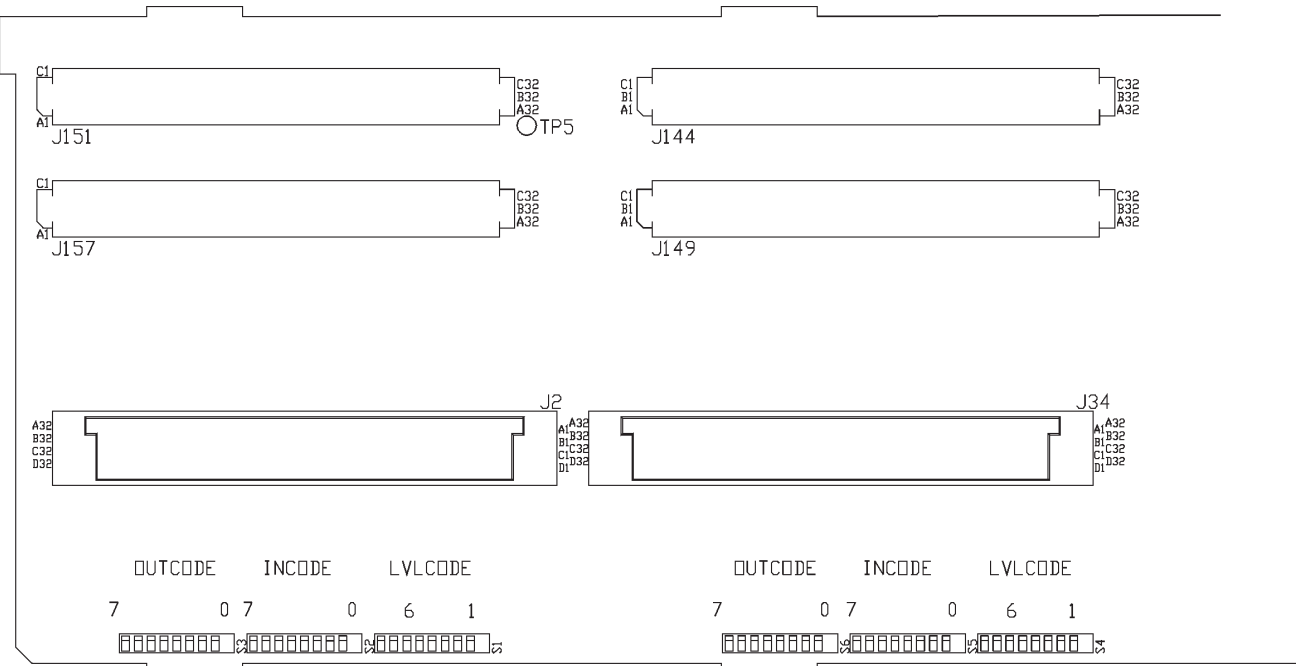 C1
C32
B32
A32
A1
J151
TP5
C1
B1
A1
C32
B32
A32
J144
C1
C32
B32
A32
A1
J157
C1
B1
A1
C32
B32
A32
J149
J2
J34
A32
B32
C32
D32
A1
B1
C1
D1
A32
B32
C32
D32
A1
B1
C1
D1
A32
B32
C32
D32
OUTCODE INCODE LVLCODE
OUTCODE INCODE LVLCODE
7 0 7 0 6 1
7 0 7 0 6 1
S3 S2 S1
S6 S5 S4